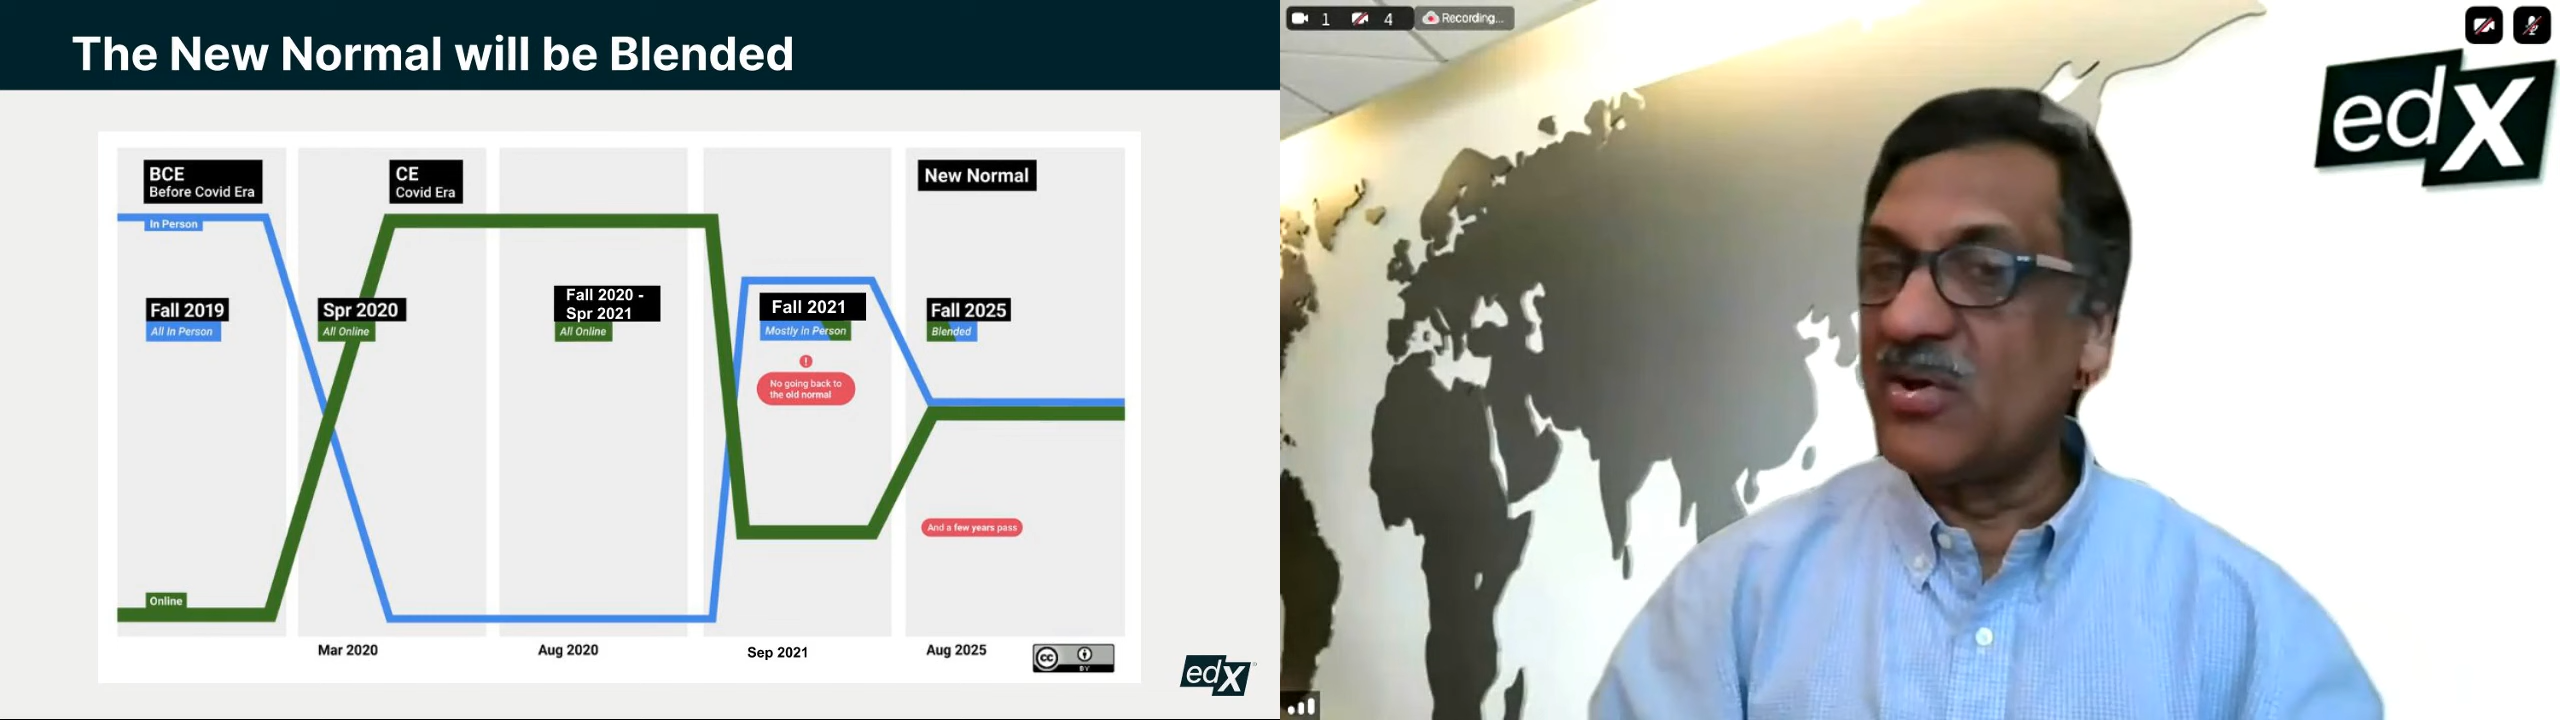 The New Normal will be Blended
BCE
Before Covid Era
CE
Covid Era
New Normal
In Person
Fall 2019
All In Person
Spr 2020
All Online
Fall 2020 -
Spr 2021
All Online
Fall 2021
Mostly in Person
Fall 2025
Blended
!
No going back to
the old normal
And a few years pass
Online
Mar 2020
Aug 2020
Sep 2021
Aug 2025
cc
BY
edX
1
4
Recording...
edX